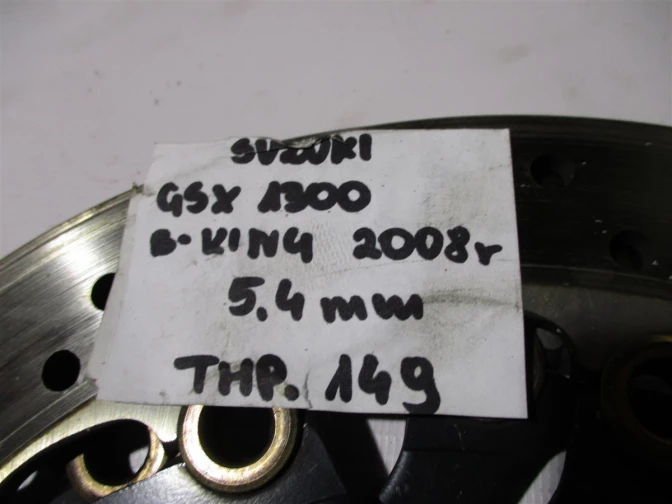 SUZUKI
GSX 1300
B-KING 2008r
5.4 mm
THP. 149